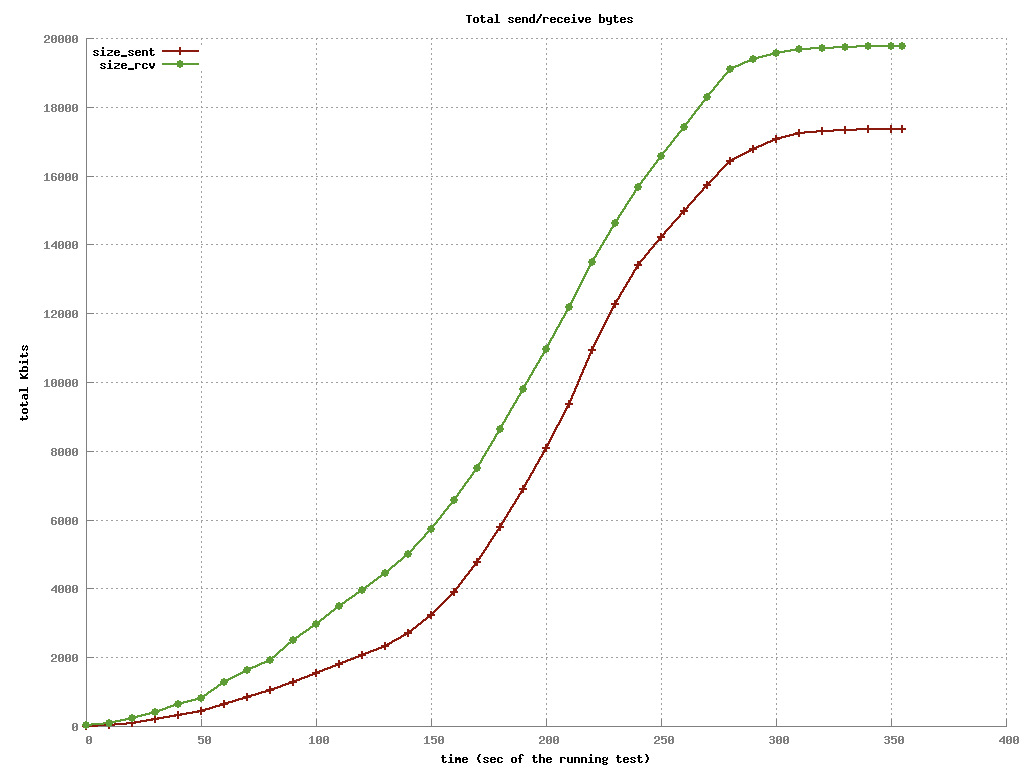 Total send/receive bytes
size_sent
size_rcv
20000
18000
16000
14000
12000
10000
8000
6000
4000
2000
0
total Kbits
0 50 100 150 200 250 300 350 400
time (sec of the running test)